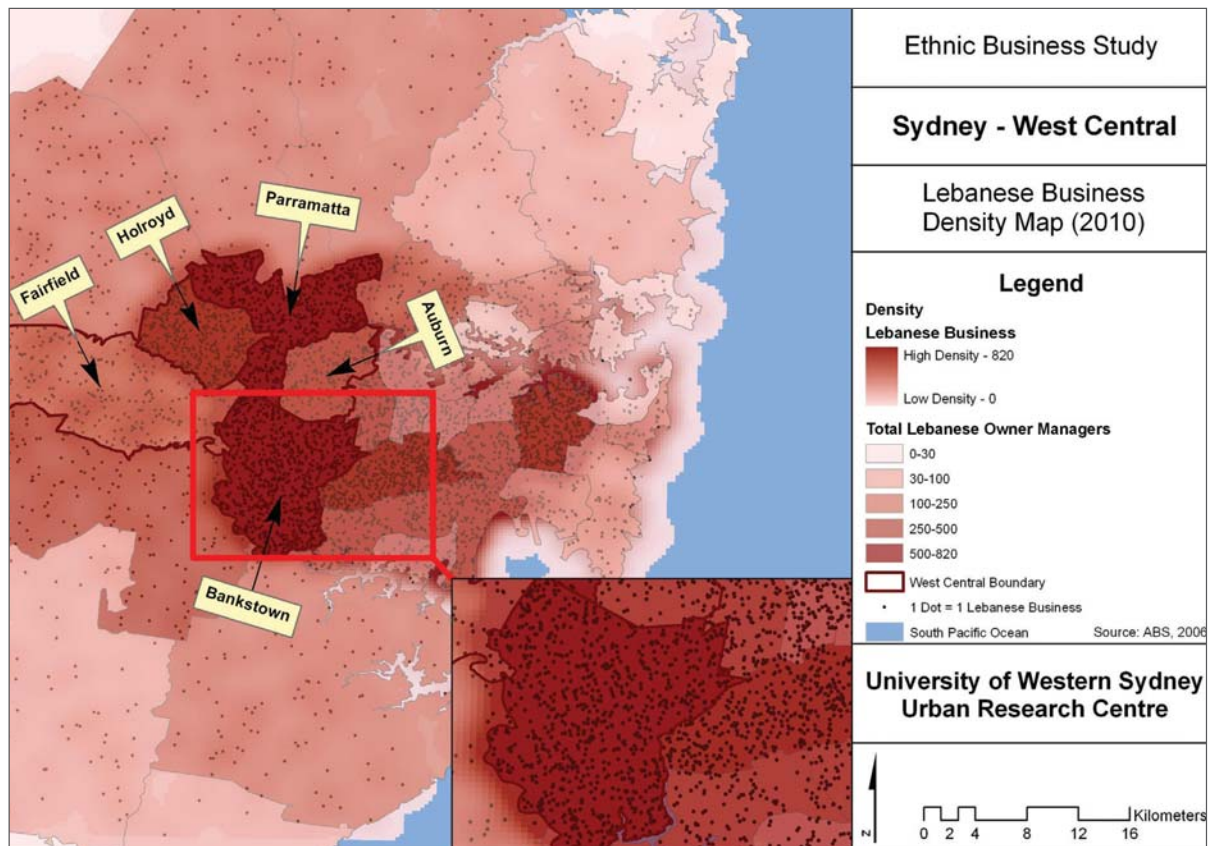 Ethnic Business Study
Sydney - West Central
Lebanese Business
Density Map (2010)
Legend
Density
Lebanese Business
High Density - 820
Low Density - 0
Total Lebanese Owner Managers
0-30
30-100
100-250
250-500
500-820
West Central Boundary
1 Dot = 1 Lebanese Business
South Pacific Ocean
Source: ABS, 2006
University of Western Sydney
Urban Research Centre
N
Kilometers
0 2 4 8 12 16
Parramatta
Holroyd
Fairfield
Auburn
Bankstown